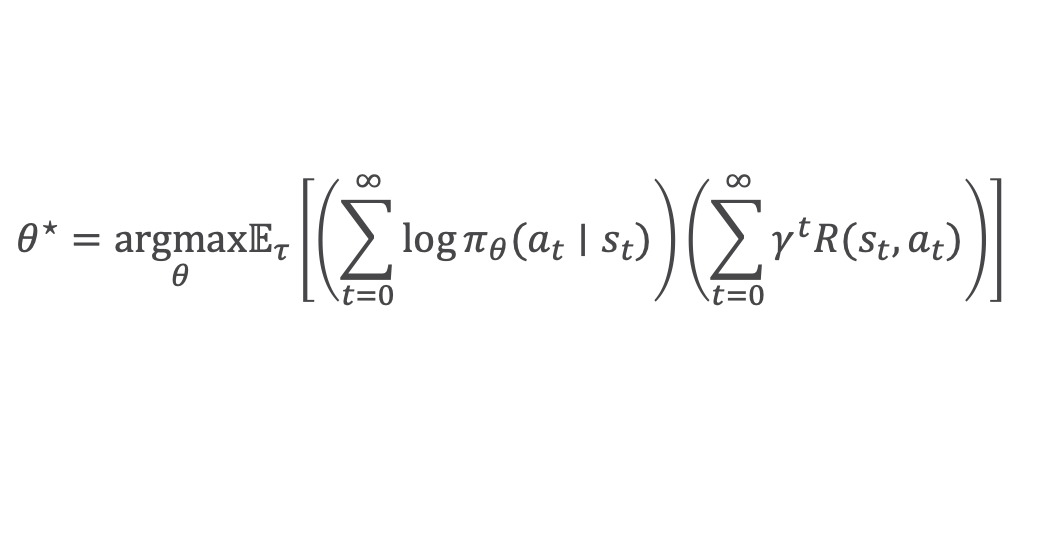 θ⋆ = argmax_θ 𝔼_τ [(∑_{t=0}^{∞} log π_θ(a_t ∣ s_t)) (∑_{t=0}^{∞} γ^t R(s_t, a_t))]